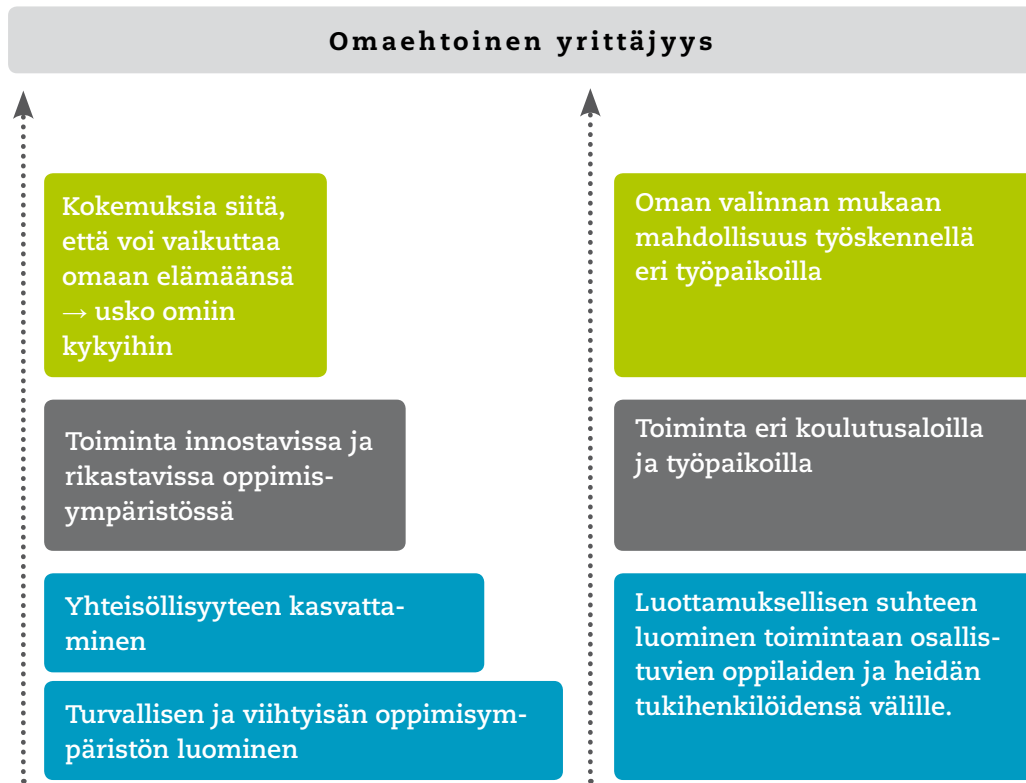 Omaehtoinen yrittäjyys
Kokemuksia siitä,
että voi vaikuttaa
omaan elämäänsä
→ usko omiin
kykyihin
Toiminta innostavissa ja
rikastavissa oppimis-
ympäristössä
Yhteisöllisyyteen kasvatta-
minen
Turvallisen ja viihtyisän oppimisym-
päristön luominen
Oman valinnan mukaan
mahdollisuus työskennellä
eri työpaikoilla
Toiminta eri koulutusaloilla
ja työpaikoilla
Luottamuksellisen suhteen
luominen toimintaan osallis-
tuvien oppilaiden ja heidän
tukihenkilöidensä välille.